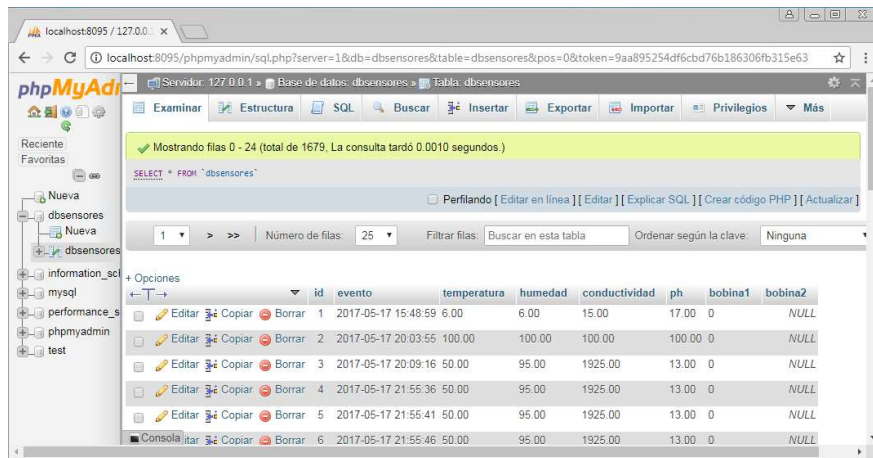 localhost:8095 / 127.0.0.
localhost:8095/phpmyadmin/sql.php?server=1&db=dbsensores&table=dbsensores&pos=0&token=9aa895254df6cbd76b186306fb315e63
phpMyAd
Reciente
Favoritas
Nueva
dbsensores
Nueva
dbsensores
information_scl
mysql
performance_s
phpmyadmin
test
Servidor: 127.0.0.1 » Base de datos: dbsensores » Tabla: dbsensores
Examinar Estructura SQL Buscar Insertar Exportar Importar Privilegios Más
Mostrando filas 0 - 24 (total de 1679, La consulta tardó 0.0010 segundos.)
SELECT * FROM `dbsensores`
Perfilando [ Editar en línea ] [ Editar ] [ Explicar SQL ] [ Crear código PHP ] [ Actualizar ]
1 > >> Número de filas: 25 Filtrar filas: Buscar en esta tabla Ordenar según la clave: Ninguna
+ Opciones
←T→ id evento temperatura humedad conductividad ph bobina1 bobina2
Editar Copiar Borrar 1 2017-05-17 15:48:59 6.00 6.00 15.00 17.00 0 NULL
Editar Copiar Borrar 2 2017-05-17 20:03:55 100.00 100.00 100.00 100.00 0 NULL
Editar Copiar Borrar 3 2017-05-17 20:09:16 50.00 95.00 1925.00 13.00 0 NULL
Editar Copiar Borrar 4 2017-05-17 21:55:36 50.00 95.00 1925.00 13.00 0 NULL
Editar Copiar Borrar 5 2017-05-17 21:55:41 50.00 95.00 1925.00 13.00 0 NULL
Consola itar Copiar Borrar 6 2017-05-17 21:55:46 50.00 95.00 1925.00 13.00 0 NULL